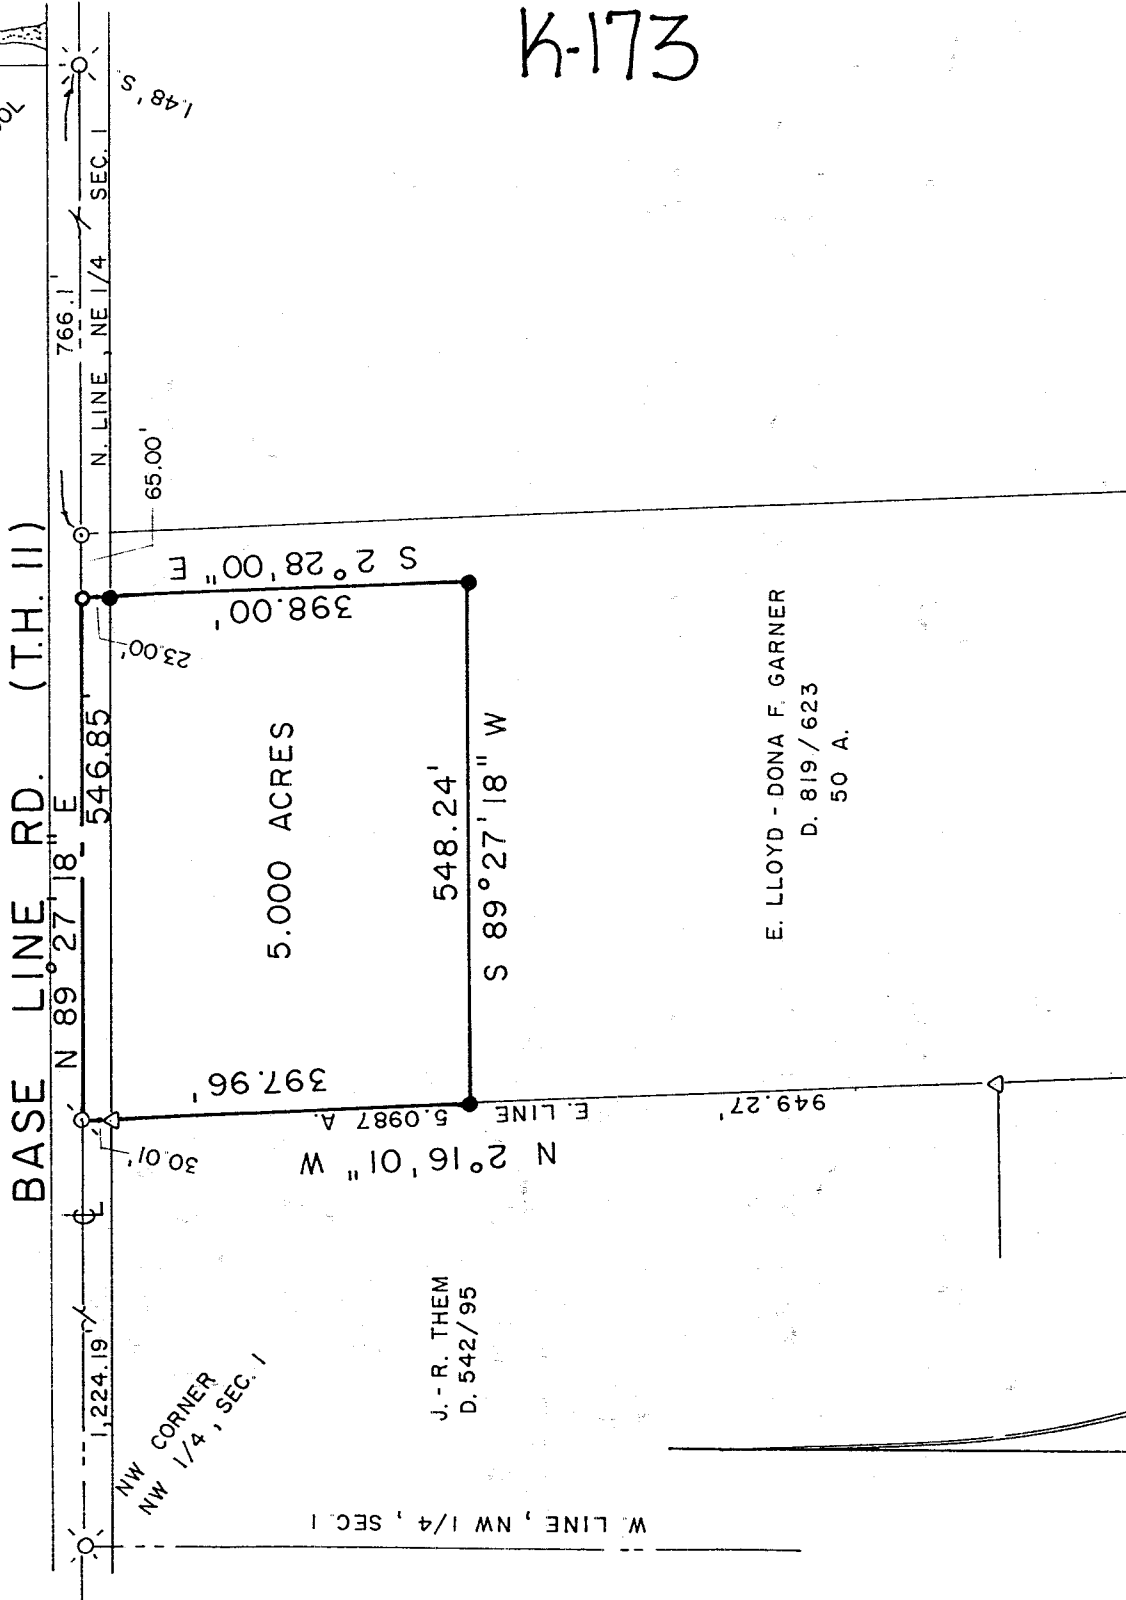 K-173
1.48' S.
OL
BASE LINE RD. (T.H. 11)
766.1'
N. LINE, NE 1/4 SEC. 1
65.00'
N 89°27'18" E
546.85'
23.00'
S 2°28'00" E
398.00'
5.000 ACRES
548.24'
S 89°27'18" W
397.96'
30.01'
5.0987 A.
E. LINE
949.27'
N 2°16'01" W
E. LLOYD - DONA F. GARNER
D. 819/623
50 A.
J. - R. THEM
D. 542/95
1,224.19'
NW CORNER
NW 1/4, SEC. 1
W. LINE, NW 1/4, SEC. 1